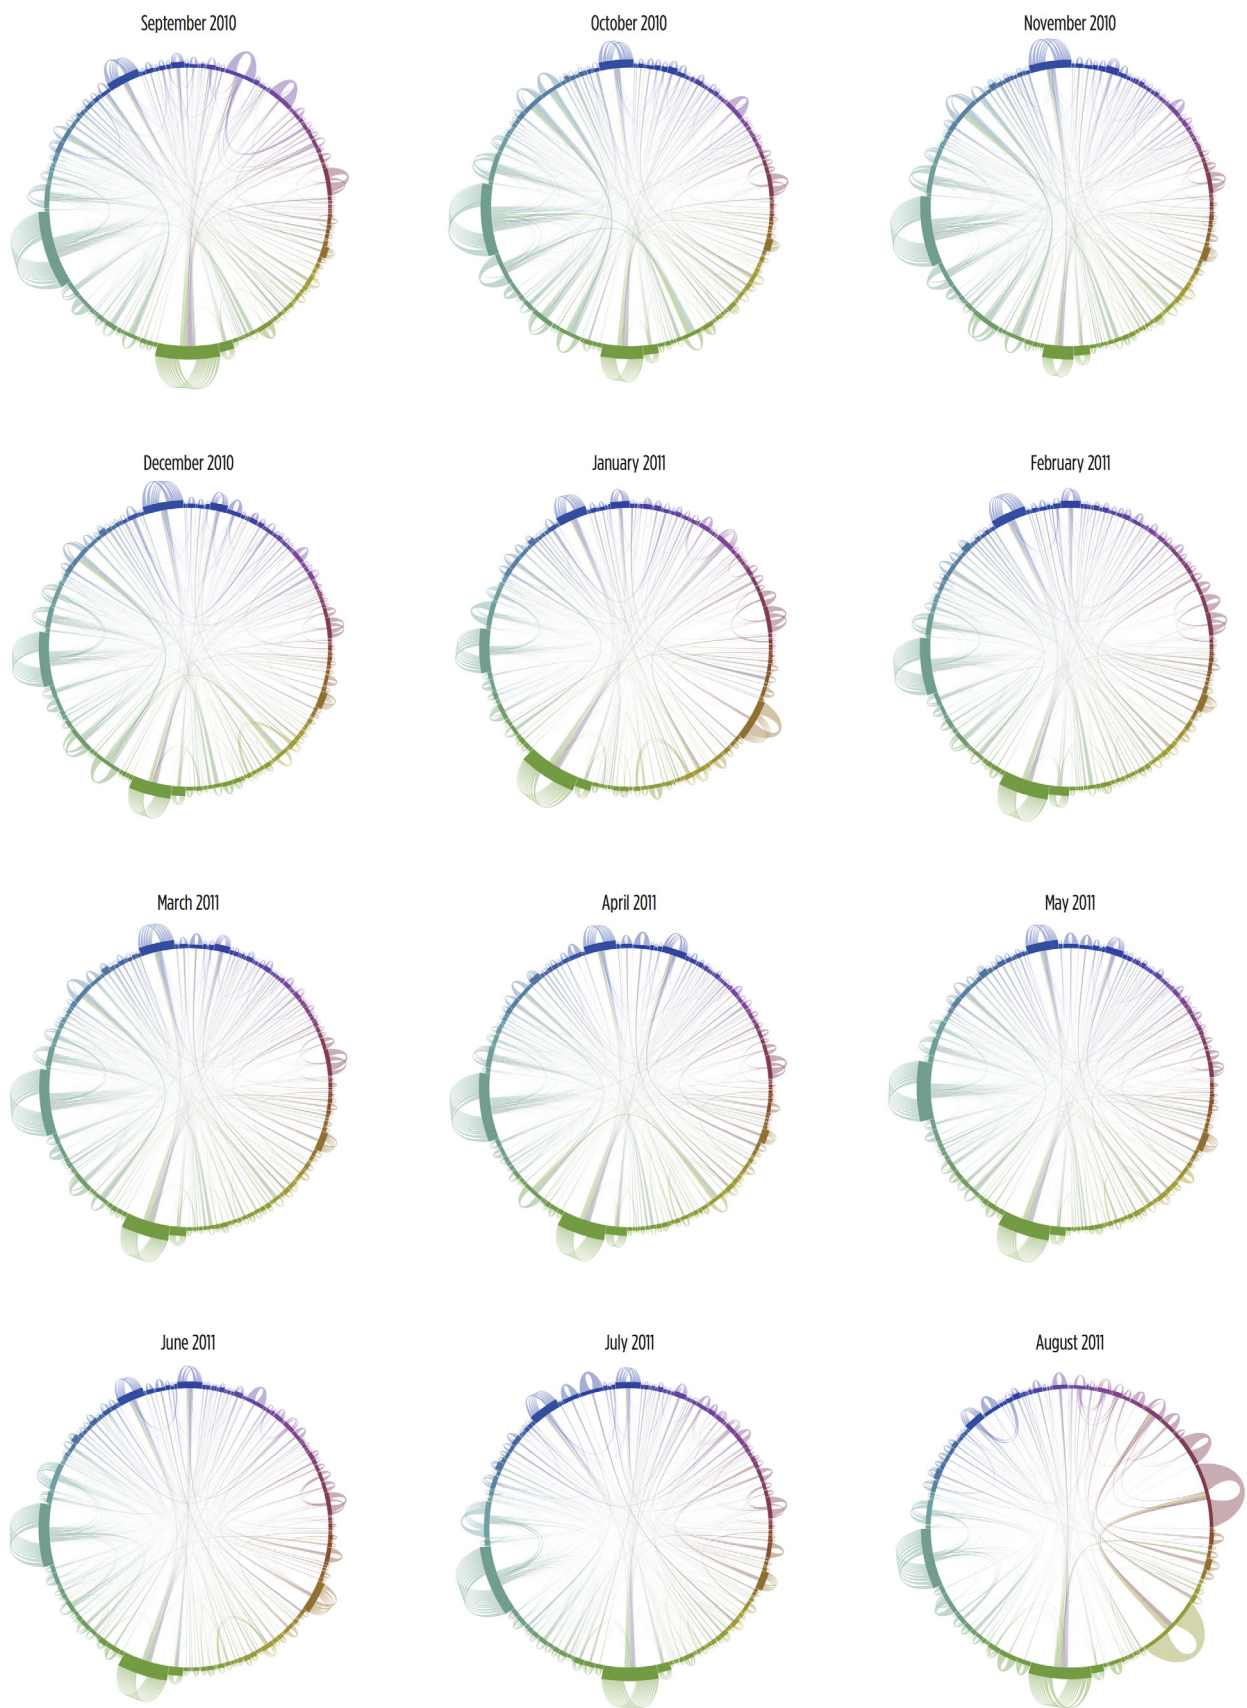 September 2010
October 2010
November 2010
December 2010
January 2011
February 2011
March 2011
April 2011
May 2011
June 2011
July 2011
August 2011